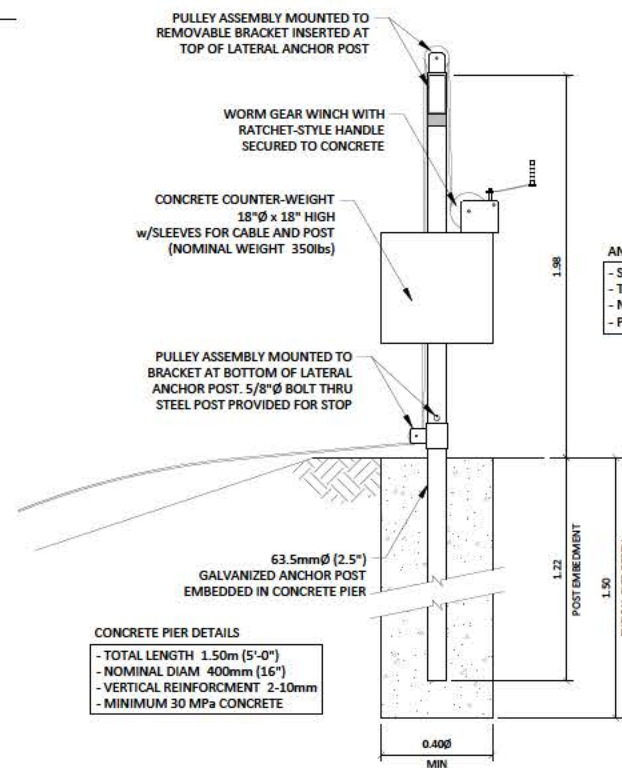 PULLEY ASSEMBLY MOUNTED TO
REMOVABLE BRACKET INSERTED AT
TOP OF LATERAL ANCHOR POST
WORM GEAR WINCH WITH
RATCHET-STYLE HANDLE
SECURED TO CONCRETE
CONCRETE COUNTER-WEIGHT
18"Ø x 18" HIGH
w/SLEEVES FOR CABLE AND POST
(NOMINAL WEIGHT 350lbs)
1.98
PULLEY ASSEMBLY MOUNTED TO
BRACKET AT BOTTOM OF LATERAL
ANCHOR POST. 5/8"Ø BOLT THRU
STEEL POST PROVIDED FOR STOP
63.5mmØ (2.5")
GALVANIZED ANCHOR POST
EMBEDDED IN CONCRETE PIER
1.22
POST EMBEDMENT
1.50
CONCRETE PIER DETAILS
- TOTAL LENGTH 1.50m (5'-0")
- NOMINAL DIAM 400mm (16")
- VERTICAL REINFORCMENT 2-10mm
- MINIMUM 30 MPa CONCRETE
0.40Ø
MIN